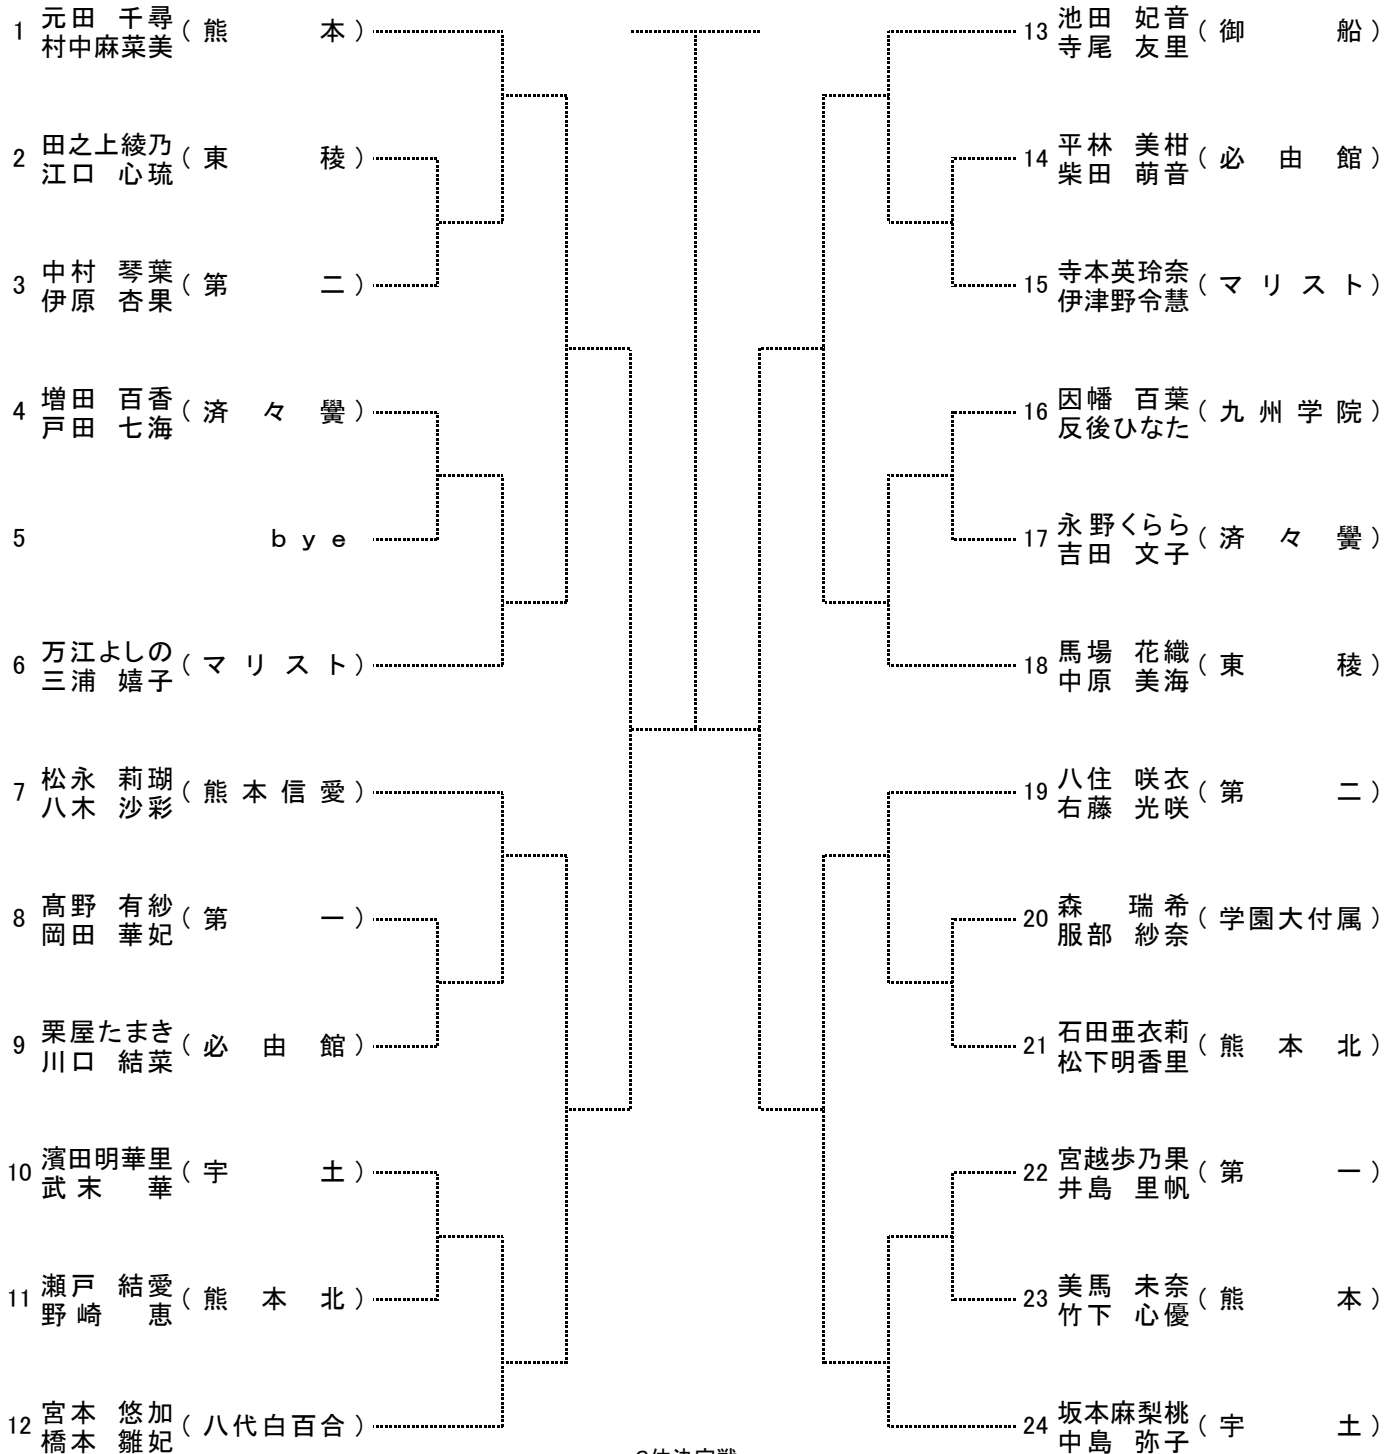 1 元田 千尋 (熊 本)
村中麻菜美
2 田之上綾乃 (東 稜)
江口 心琉
3 中村 琴葉 (第 二)
伊原 杏果
4 増田 百香 (済 々 黌)
戸田 七海
5 bye
6 万江よしの (マリスト)
三浦 嬉子
7 松永 莉瑚 (熊本信愛)
八木 沙彩
8 髙野 有紗 (第 一)
岡田 華妃
9 栗屋たまき (必 由 館)
川口 結菜
10 濱田明華里 (宇 土)
武末 華
11 瀬戸 結愛 (熊 本 北)
野崎 恵
12 宮本 悠加 (八代白百合)
橋本 雛妃
13 池田 妃音 (御 船)
寺尾 友里
14 平林 美柑 (必 由 館)
柴田 萌音
15 寺本英玲奈 (マリスト)
伊津野令慧
16 因幡 百葉 (九州学院)
反後ひなた
17 永野くらら (済 々 黌)
吉田 文子
18 馬場 花織 (東 稜)
中原 美海
19 八住 咲衣 (第 二)
右藤 光咲
20 森 瑞希 (学園大付属)
服部 紗奈
21 石田亜衣莉 (熊 本 北)
松下明香里
22 宮越歩乃果 (第 一)
井島 里帆
23 美馬 未奈 (熊 本)
竹下 心優
24 坂本麻梨桃 (宇 土)
中島 弥子